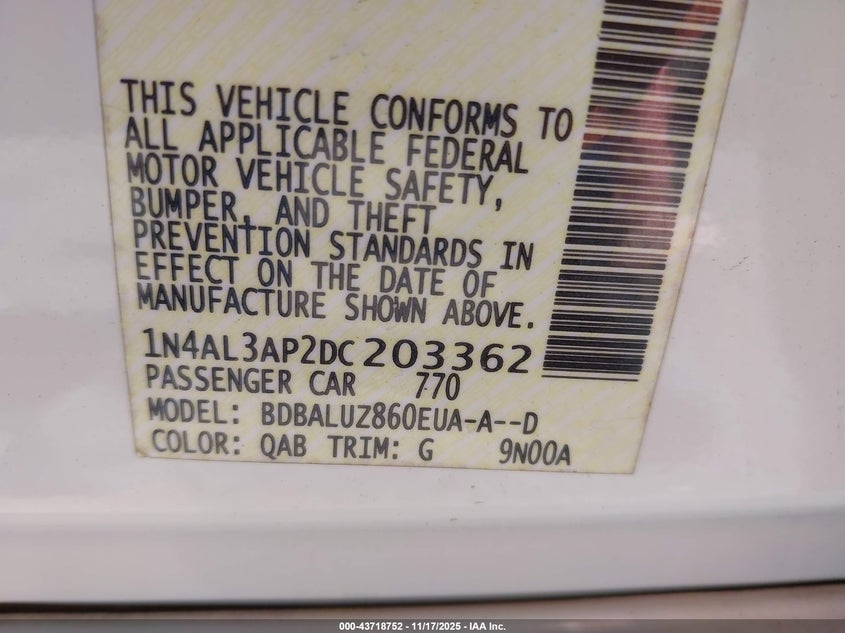 THIS VEHICLE CONFORMS TO
ALL APPLICABLE FEDERAL
MOTOR VEHICLE SAFETY,
BUMPER, AND THEFT
PREVENTION STANDARDS IN
EFFECT ON THE DATE OF
MANUFACTURE SHOWN ABOVE.
1N4AL3AP2DC203362
PASSENGER CAR 770
MODEL: BDBALUZ860EUA-A--D
COLOR: QAB TRIM: G 9N00A
000-43718752 — 11/17/2025 — IAA Inc.